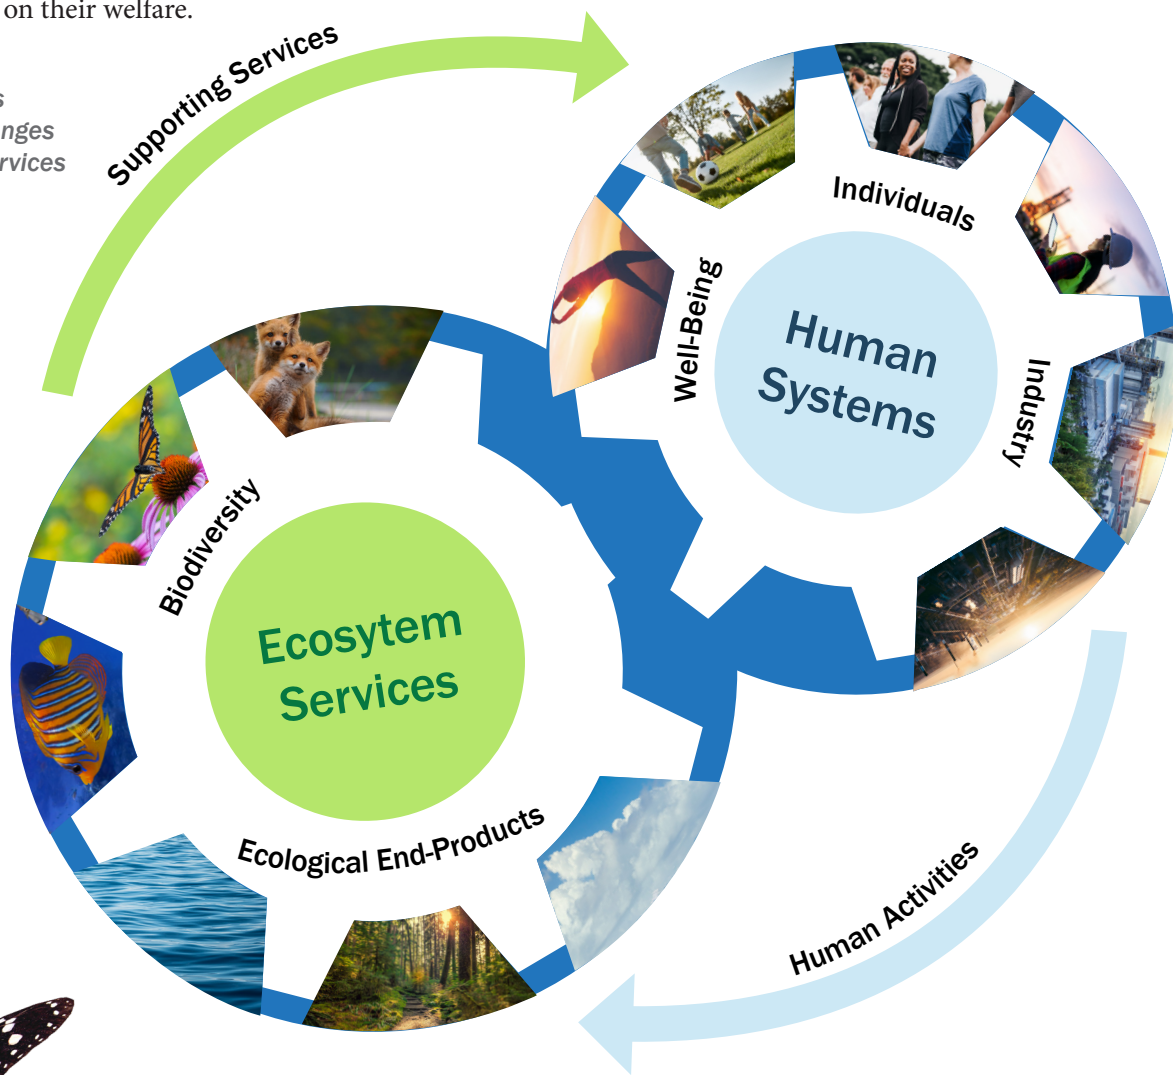 on their welfare.
Supporting Services
nges
rvices
Individuals
Well-Being
Human
Systems
Industry
Biodiversity
Ecosytem
Services
Ecological End-Products
Human Activities